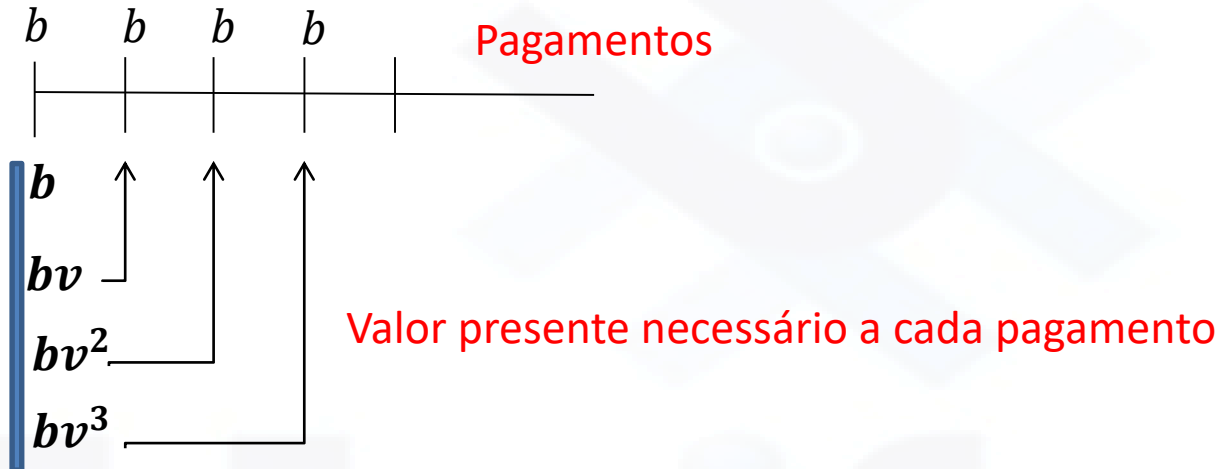 b b b b
Pagamentos
b
bv
bv²
Valor presente necessário a cada pagamento
bv³